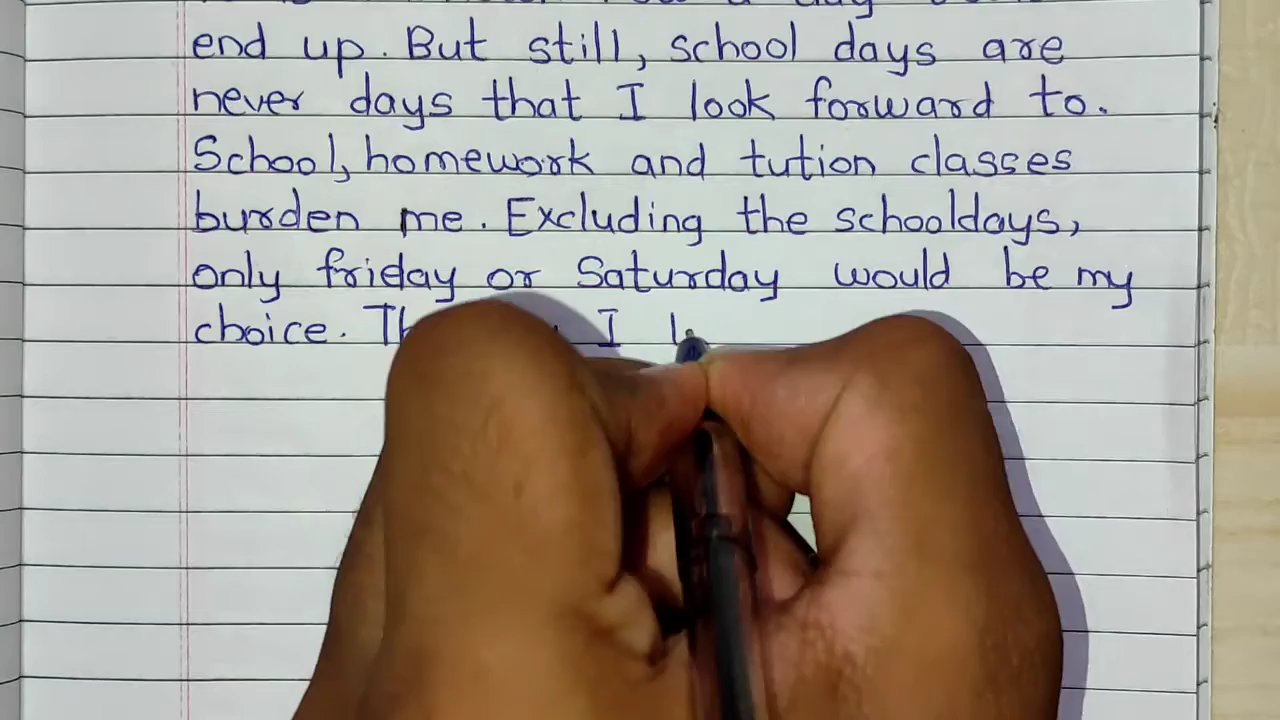 end up. But still, school days are
never days that I look forward to.
School, homework and tution classes
burden me. Excluding the schooldays,
only friday or Saturday would be my
choice. I